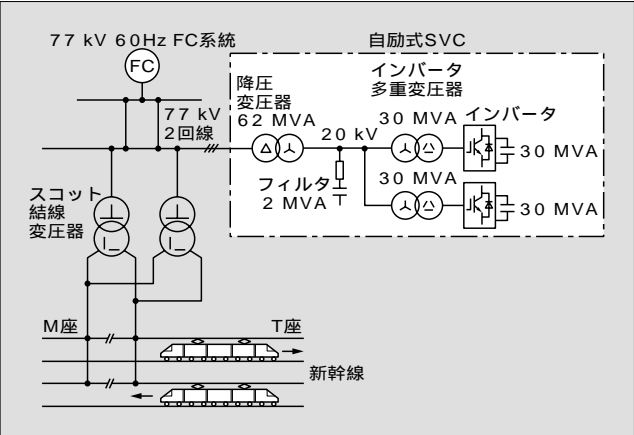 77 kV 60Hz FC系統
FC
77 kV
2回線
自励式SVC
降圧
変圧器
62 MVA
インバータ
多重変圧器
20 kV
30 MVA
インバータ
30 MVA
フィルタ
2 MVA
30 MVA
30 MVA
スコット
結線
変圧器
M座
T座
新幹線